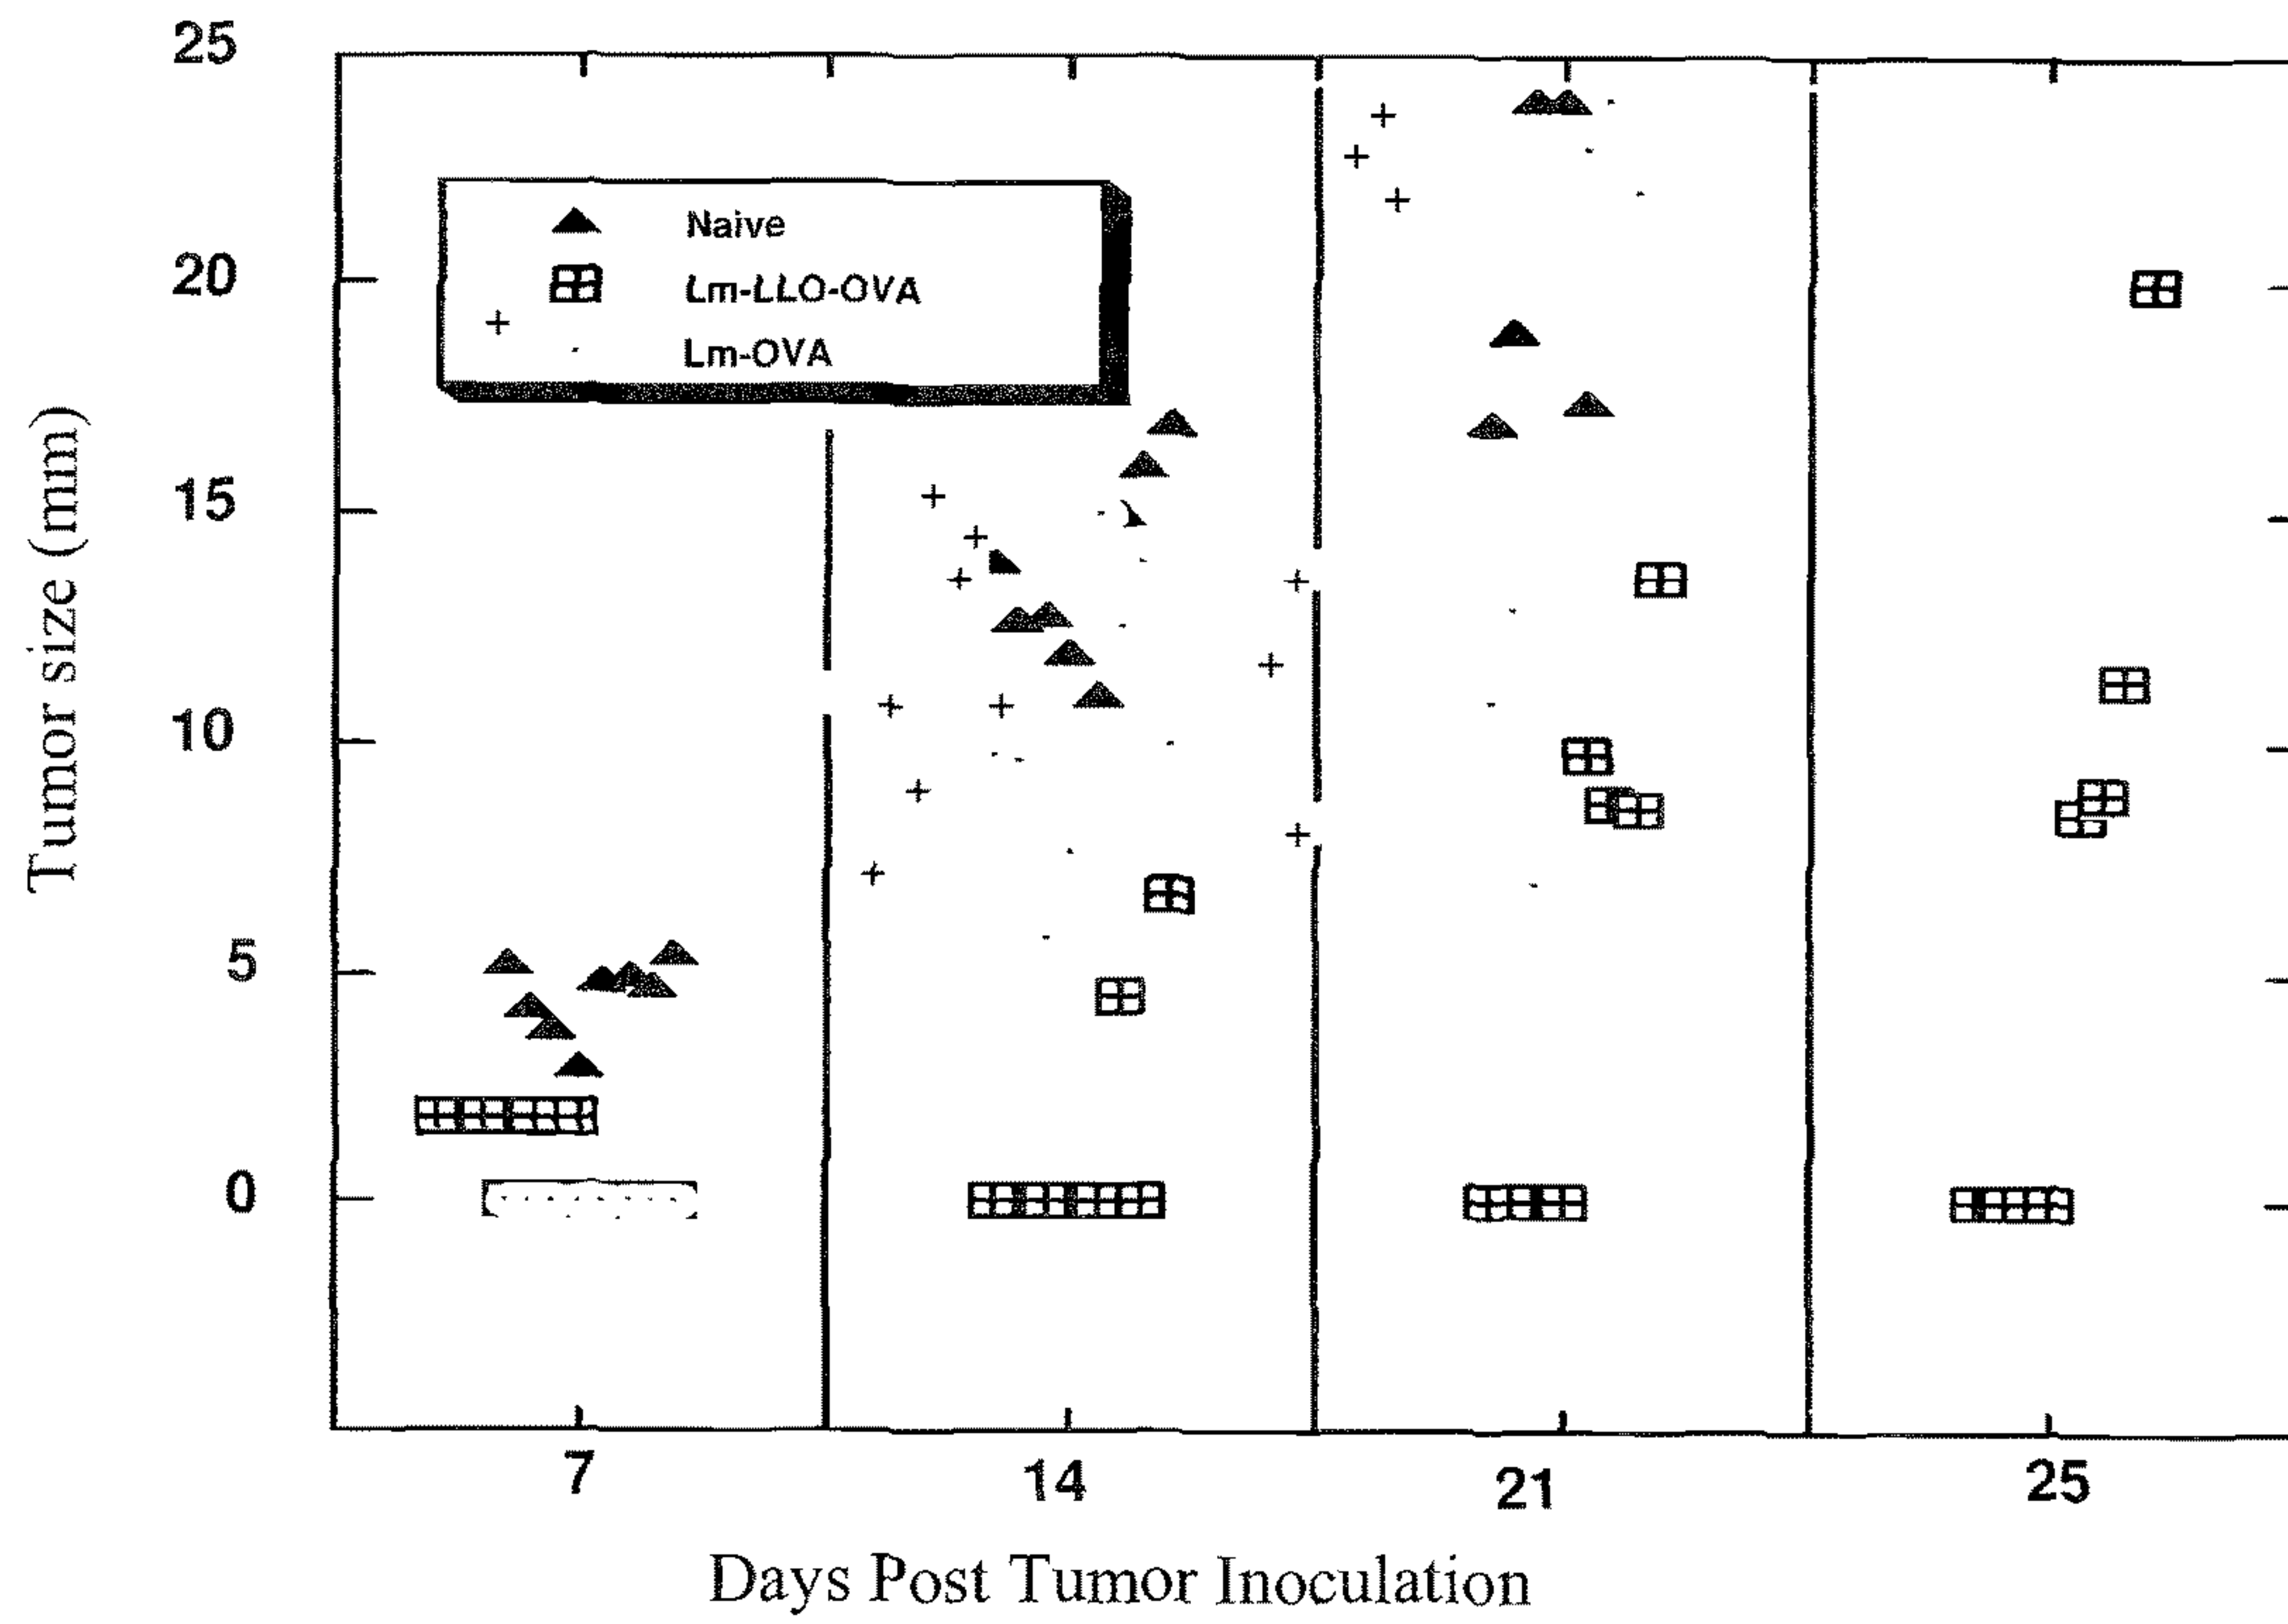 25
20
15
10
5
0
Tumor size (mm)
Naive
Lm-LLO-OVA
Lm-OVA
7
14
21
25
Days Post Tumor Inoculation